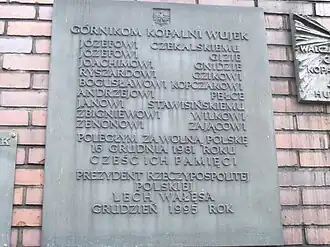 GÓRNIKOM KOPALNI WUJEK
JÓZEFOWI CZEKALSKIEMU
JÓZEFOWI GIZIE
JOACHIMOWI GNIDZIE
RYSZARDOWI GZIKOWI
BOGUSŁAWOWI KOPCZAKOWI
ANDRZEJOWI PEŁCE
JANOWI STAWISIŃSKIEMU
ZBIGNIEWOWI WILKOWI
ZENONOWI ZAJĄCOWI
POLEGŁYM ZA WOLNĄ POLSKĘ
16 GRUDNIA 1981 ROKU
CZEŚĆ ICH PAMIĘCI
PREZYDENT RZECZYPOSPOLITEJ
POLSKIEJ
LECH WAŁĘSA
GRUDZIEŃ 1995 ROK